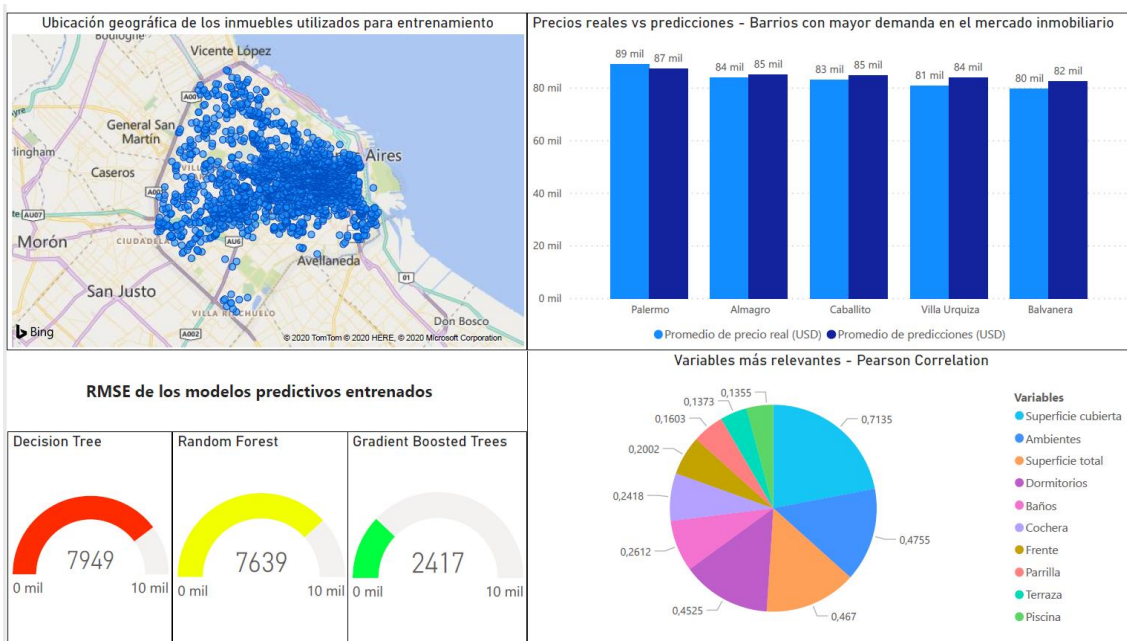 Ubicación geográfica de los inmuebles utilizados para entrenamiento
Vicente López
General San
Martín
Caseros
Aires
AU07
Morón
CIUDADELA
AU6
Avellaneda
San Justo
01
Don Bosco
A002
Bing
© 2020 TomTom © 2020 HERE, © 2020 Microsoft Corporation
Precios reales vs predicciones - Barrios con mayor demanda en el mercado inmobiliario
89 mil
87 mil
84 mil
85 mil
83 mil
85 mil
81 mil
84 mil
80 mil
82 mil
80 mil
60 mil
40 mil
20 mil
0 mil
Palermo
Almagro
Caballito
Villa Urquiza
Balvanera
Promedio de precio real (USD)
Promedio de predicciones (USD)
RMSE de los modelos predictivos entrenados
Decision Tree
7949
0 mil
10 mil
Random Forest
7639
0 mil
10 mil
Gradient Boosted Trees
2417
0 mil
10 mil
Variables más relevantes - Pearson Correlation
0,1355
0,1373
0,1603
0,2002
0,2418
0,2612
0,4525
0,467
0,4755
0,7135
Variables
Superficie cubierta
Ambientes
Superficie total
Dormitorios
Baños
Cochera
Frente
Parrilla
Terraza
Piscina